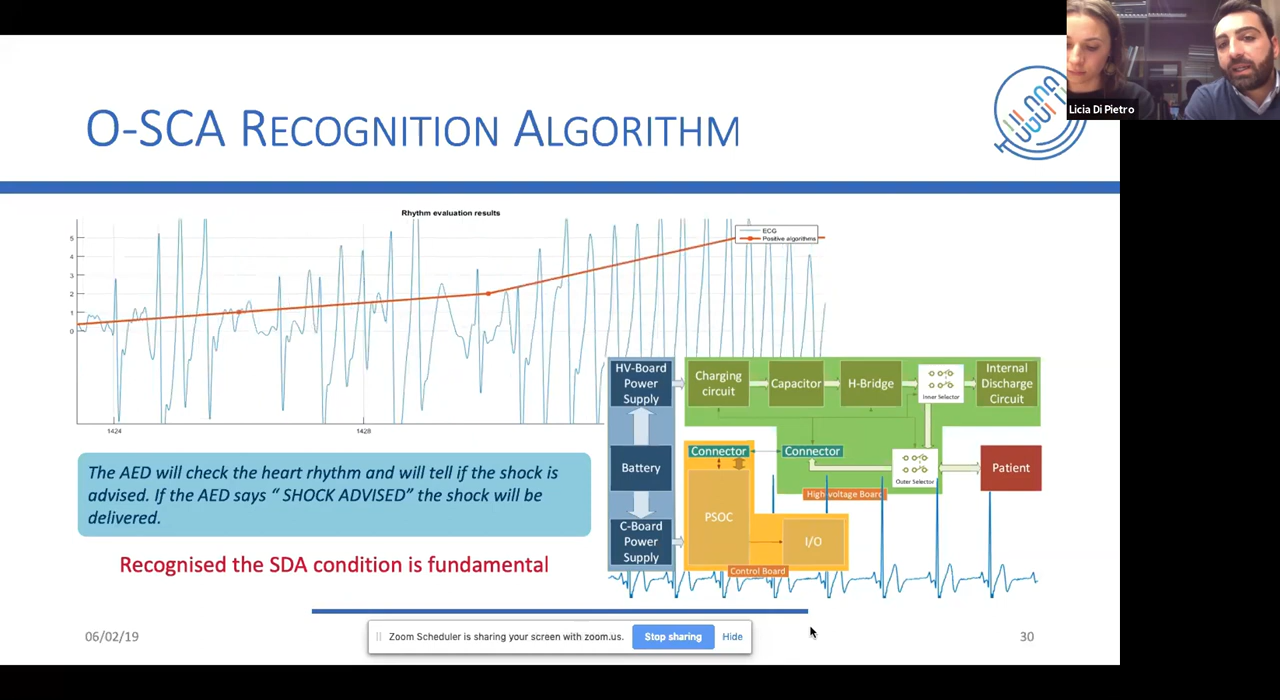 Licia Di Pietro
O-SCA RECOGNITION ALGORITHM
Rhythm evaluation results
ECG
Positive algorithms
5
4
3
2
1
0
1424
1428
HV-Board
Power
Supply
Charging
circuit
Capacitor
H-Bridge
Inner Selector
Internal
Discharge
Circuit
Battery
Connector
Connector
Outer Selector
Patient
High voltage Board
PSOC
I/O
C-Board
Power
Supply
Control Board
The AED will check the heart rhythm and will tell if the shock is
advised. If the AED says “ SHOCK ADVISED” the shock will be
delivered.
Recognised the SDA condition is fundamental
06/02/19
Zoom Scheduler is sharing your screen with zoom.us.
Stop sharing
Hide
30